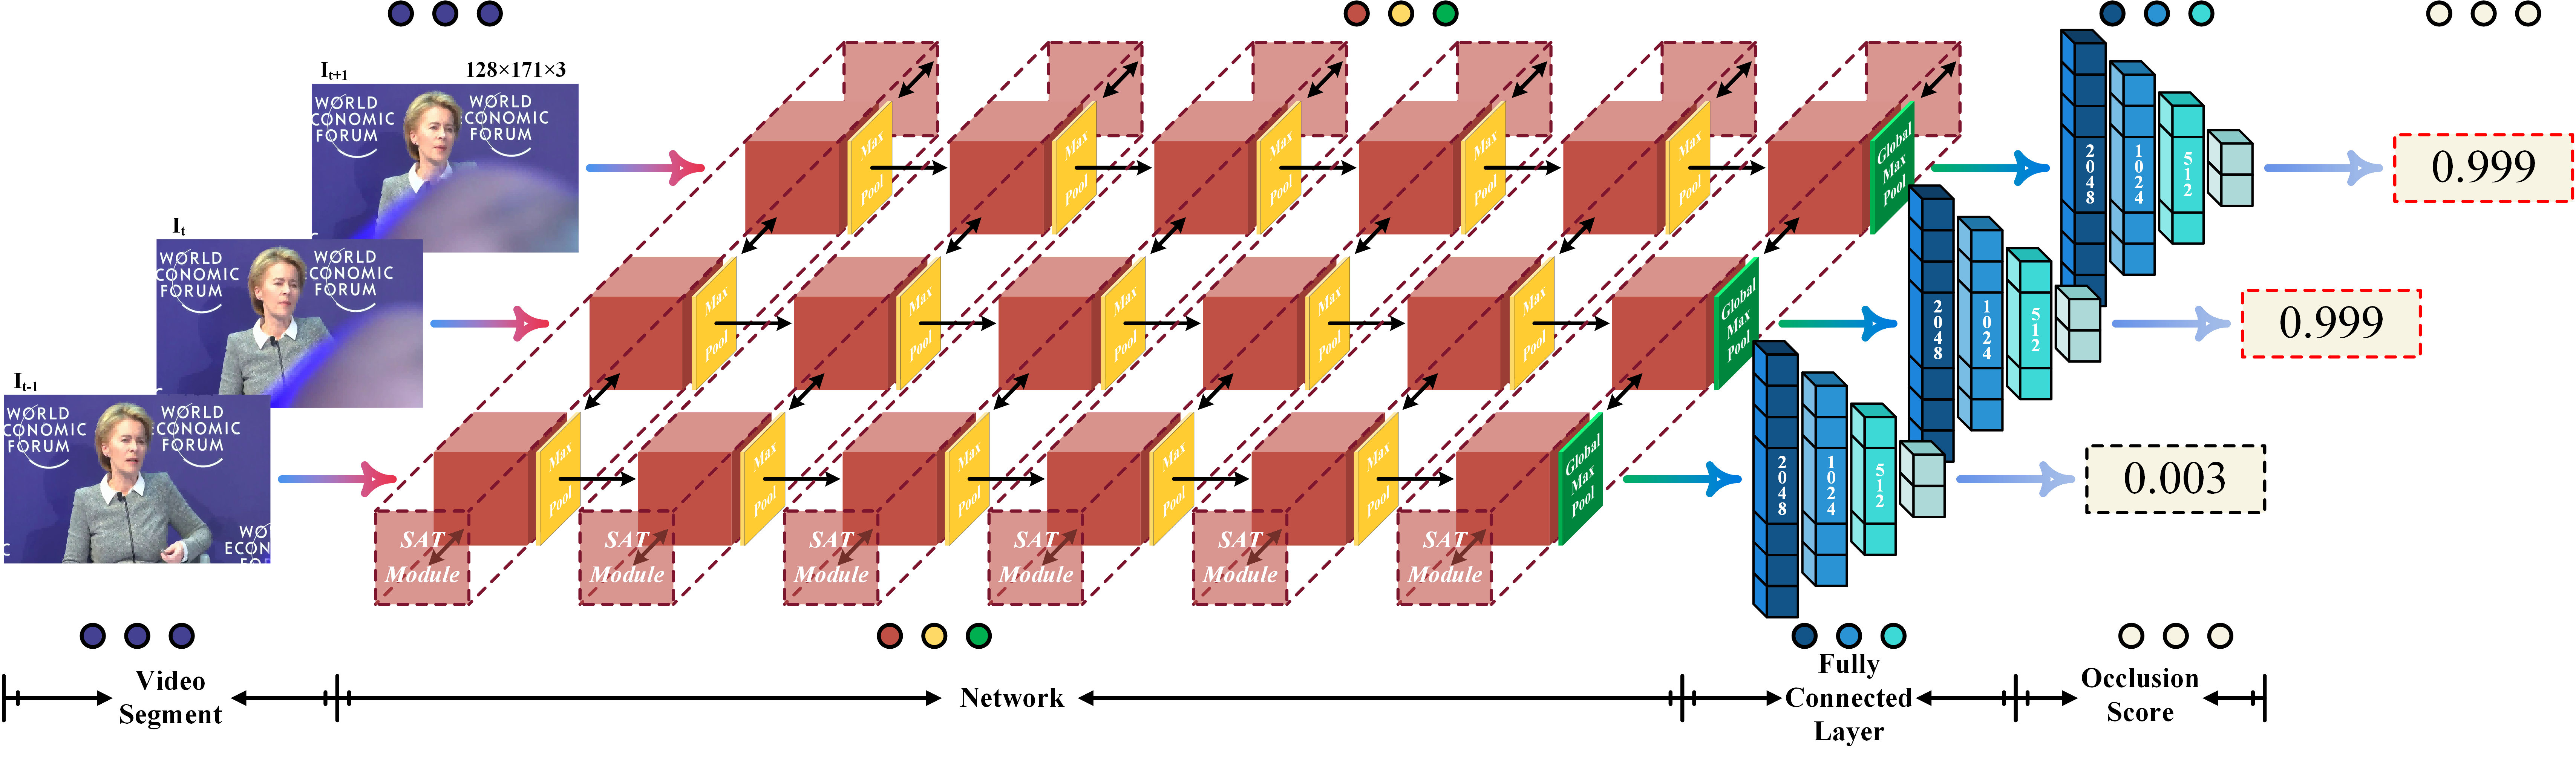 I_{t+1}
128×171×3
WORLD
ECONOMIC
FORUM
WORLD
ECONOMIC
FORUM
Max
Pool
Max
Pool
Max
Pool
Max
Pool
Max
Pool
Global
Max
Pool
2048
1024
512
0.999
I_t
WORLD
CONOMIC
FORUM
WORLD
ECONOMIC
FORUM
Max
Pool
Max
Pool
Max
Pool
Max
Pool
Max
Pool
Global
Max
Pool
2048
1024
512
0.999
I_{t-1}
WORLD
CONOMIC
FORUM
WORLD
ECONOMIC
FORUM
WO
ECON
FO
Max
Pool
Max
Pool
Max
Pool
Max
Pool
Max
Pool
Global
Max
Pool
2048
1024
512
0.003
SAT
Module
SAT
Module
SAT
Module
SAT
Module
SAT
Module
SAT
Module
Video
Segment
Network
Fully
Connected
Layer
Occlusion
Score